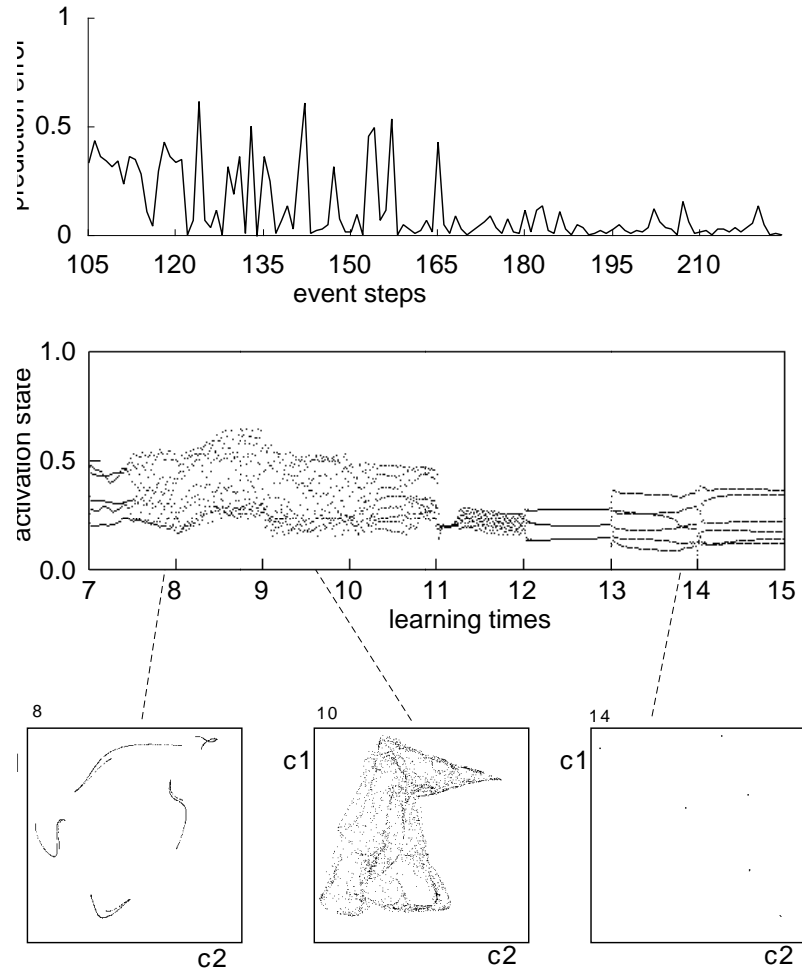 1
prediction error
0.5
0
105 120 135 150 165 180 195 210
event steps
1.0
activation state
0.5
0.0
7 8 9 10 11 12 13 14 15
learning times
8 10 14
c1 c1
c2 c2 c2